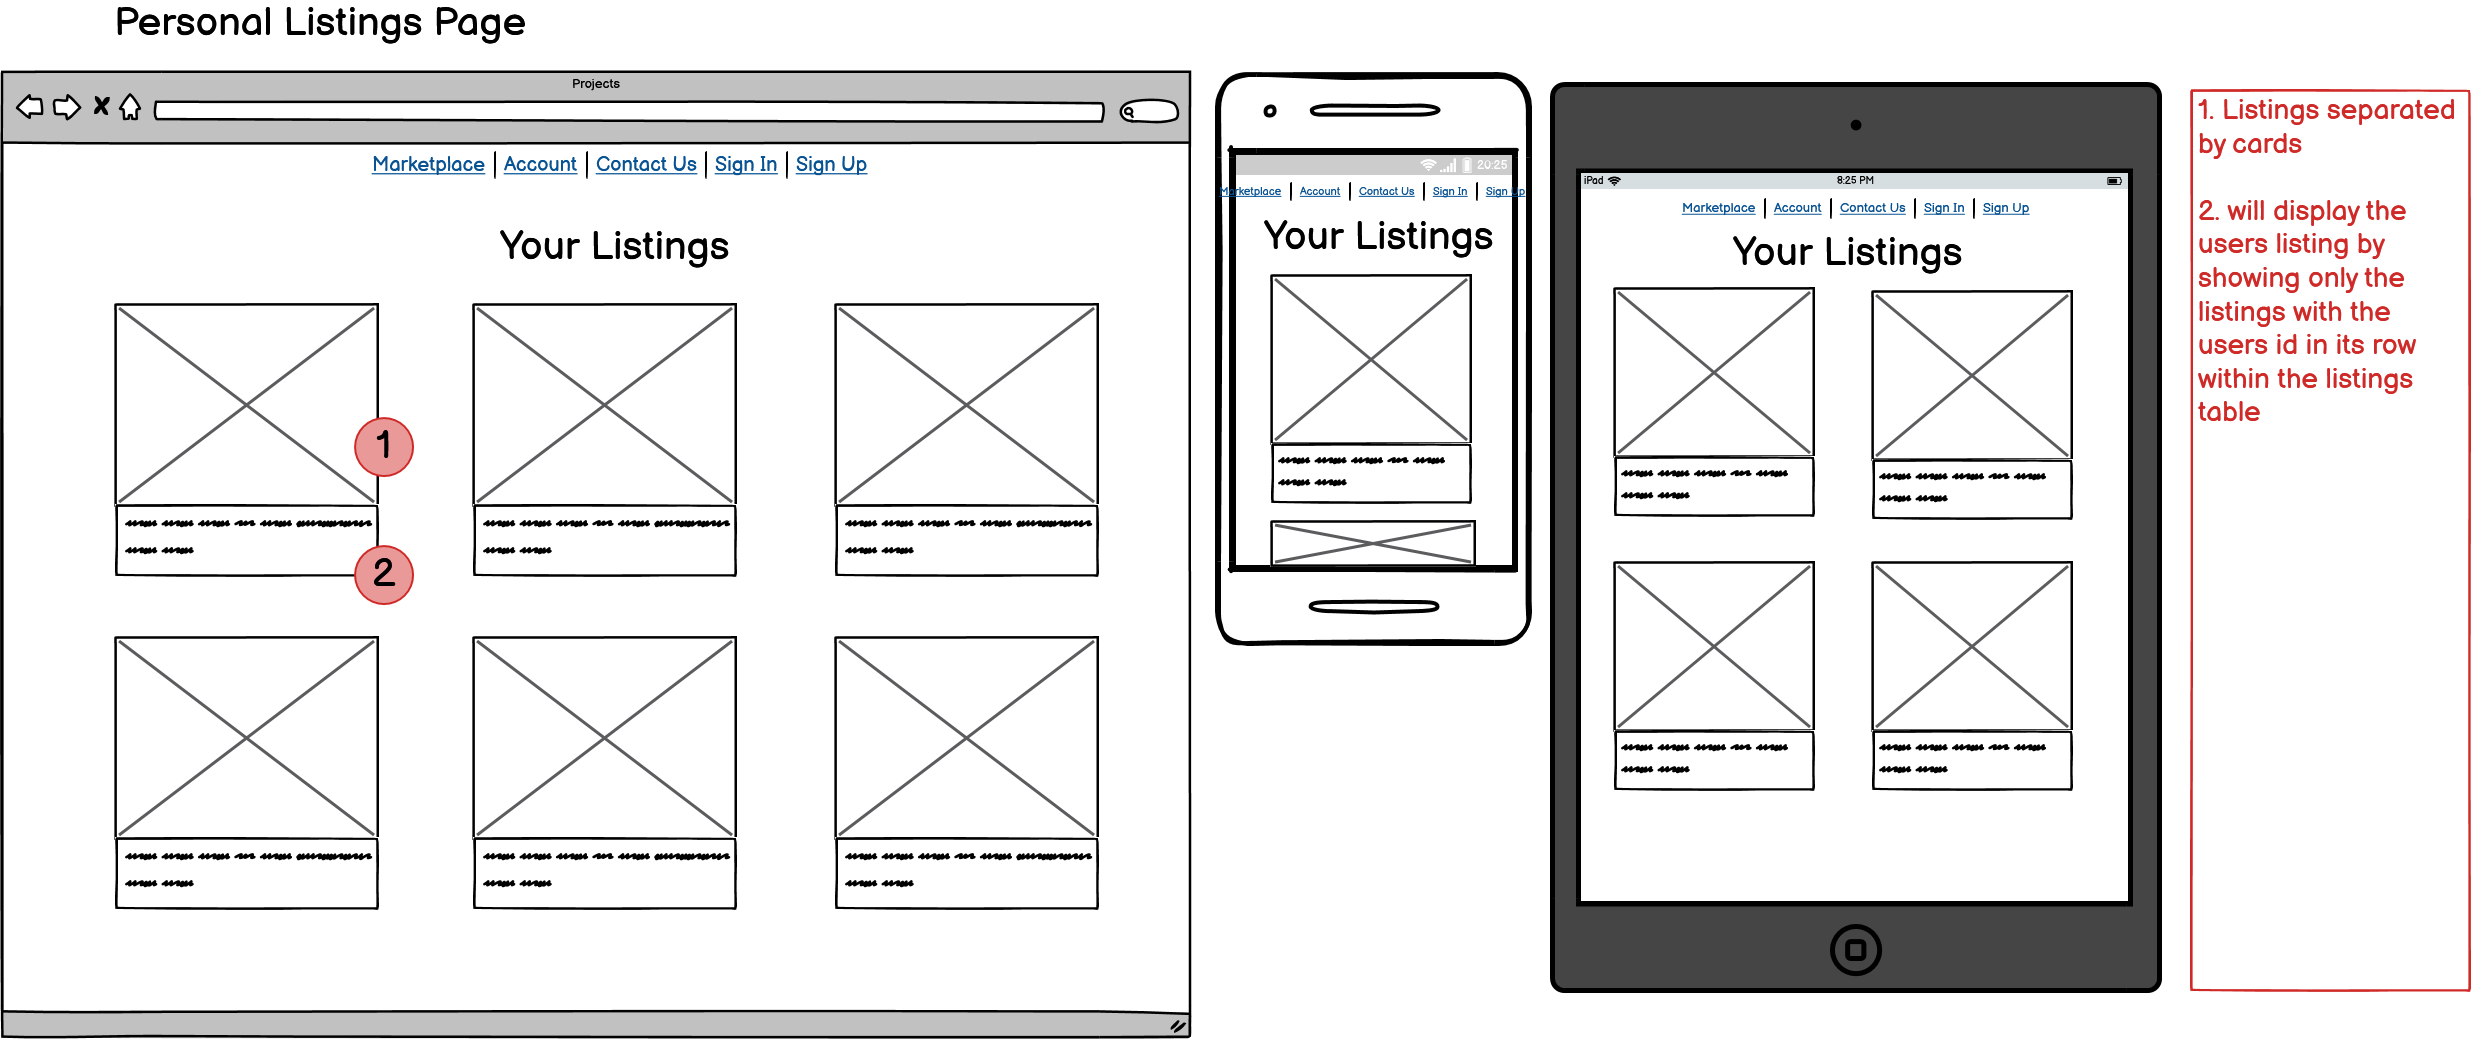 Personal Listings Page
Projects
Marketplace Account Contact Us Sign In Sign Up
Your Listings
1
2
20:25
Marketplace Account Contact Us Sign In Sign Up
Your Listings
iPad 8:25 PM
Marketplace Account Contact Us Sign In Sign Up
Your Listings
1. Listings separated
by cards
2. will display the
users listing by
showing only the
listings with the
users id in its row
within the listings
table